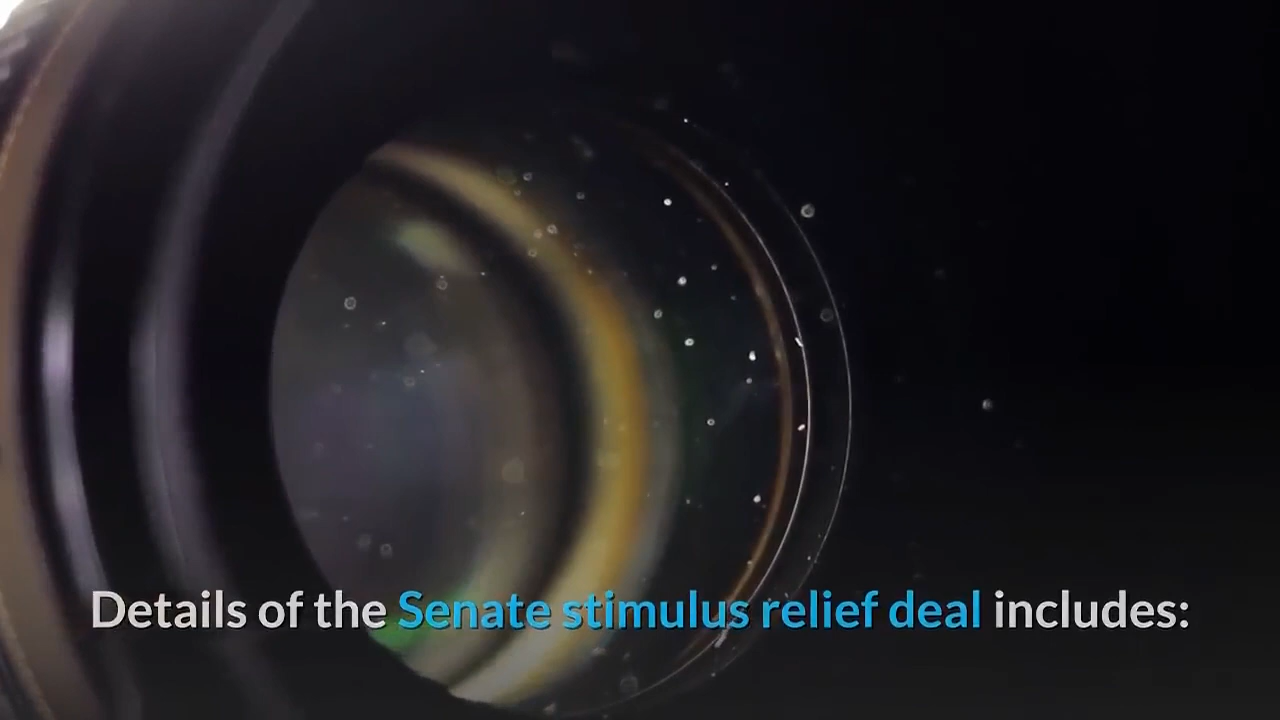 Details of the Senate stimulus relief deal includes: